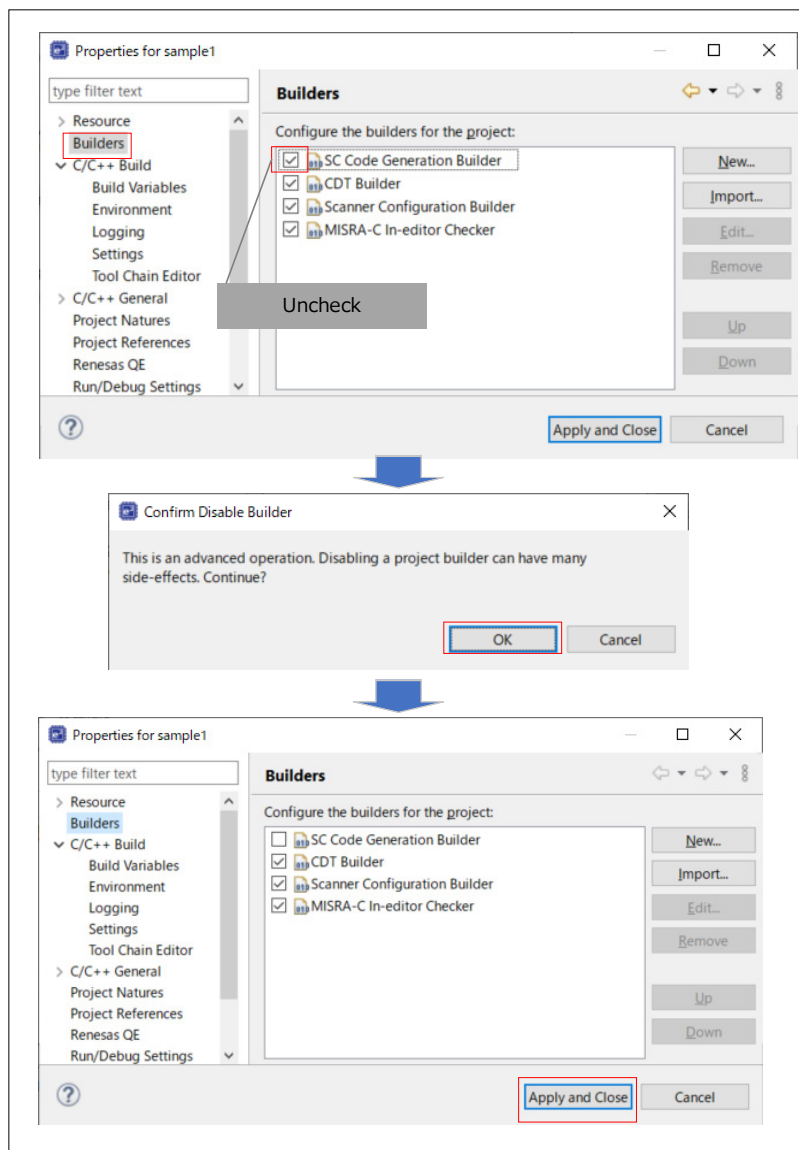 Properties for sample1
type filter text
Builders
Resource
Builders
C/C++ Build
Build Variables
Environment
Logging
Settings
Tool Chain Editor
C/C++ General
Project Natures
Project References
Renesas QE
Run/Debug Settings
Configure the builders for the project:
SC Code Generation Builder
CDT Builder
Scanner Configuration Builder
MISRA-C In-editor Checker
New...
Import...
Edit...
Remove
Up
Down
Uncheck
Apply and Close
Cancel
Confirm Disable Builder
This is an advanced operation. Disabling a project builder can have many
side-effects. Continue?
OK
Cancel
Properties for sample1
type filter text
Builders
Resource
Builders
C/C++ Build
Build Variables
Environment
Logging
Settings
Tool Chain Editor
C/C++ General
Project Natures
Project References
Renesas QE
Run/Debug Settings
Configure the builders for the project:
SC Code Generation Builder
CDT Builder
Scanner Configuration Builder
MISRA-C In-editor Checker
New...
Import...
Edit...
Remove
Up
Down
Apply and Close
Cancel